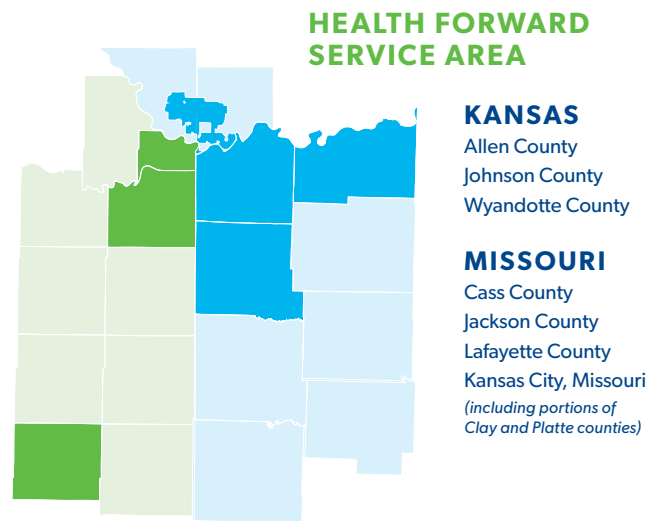 HEALTH FORWARD
SERVICE AREA
KANSAS
Allen County
Johnson County
Wyandotte County
MISSOURI
Cass County
Jackson County
Lafayette County
Kansas City, Missouri
(including portions of
Clay and Platte counties)